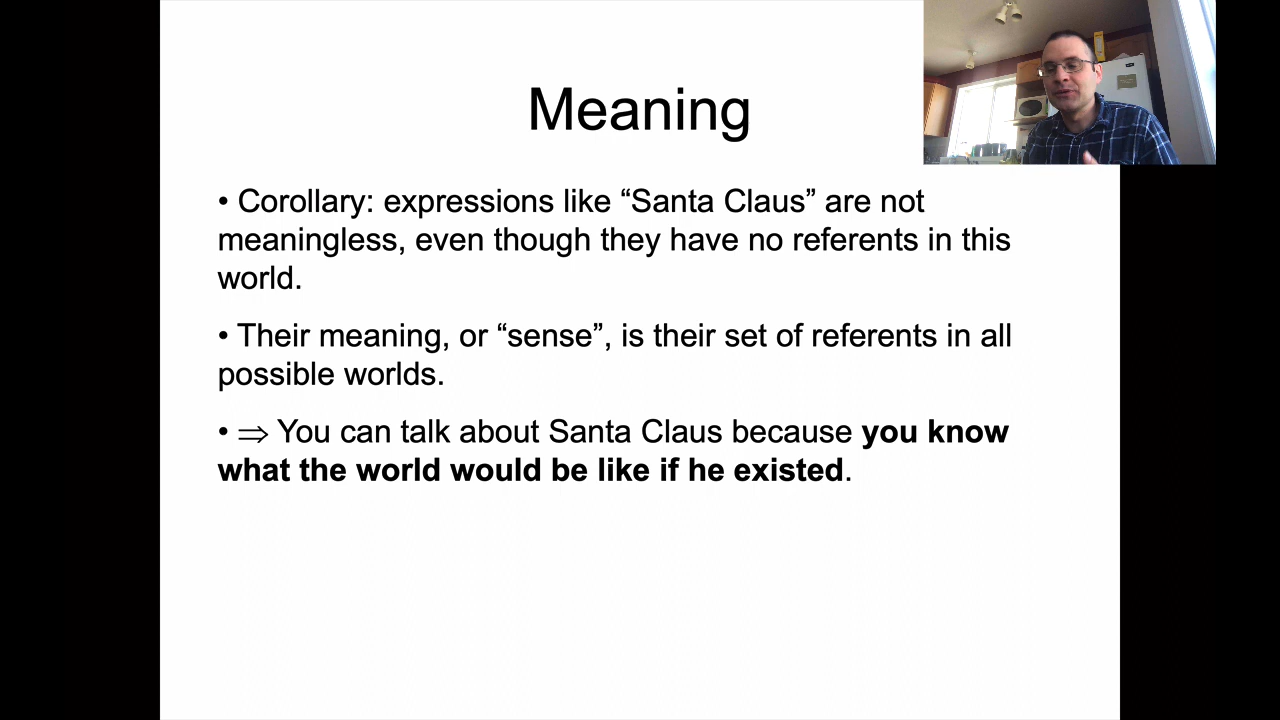 Meaning
• Corollary: expressions like “Santa Claus” are not
meaningless, even though they have no referents in this
world.
• Their meaning, or “sense”, is their set of referents in all
possible worlds.
• ⇒ You can talk about Santa Claus because you know
what the world would be like if he existed.